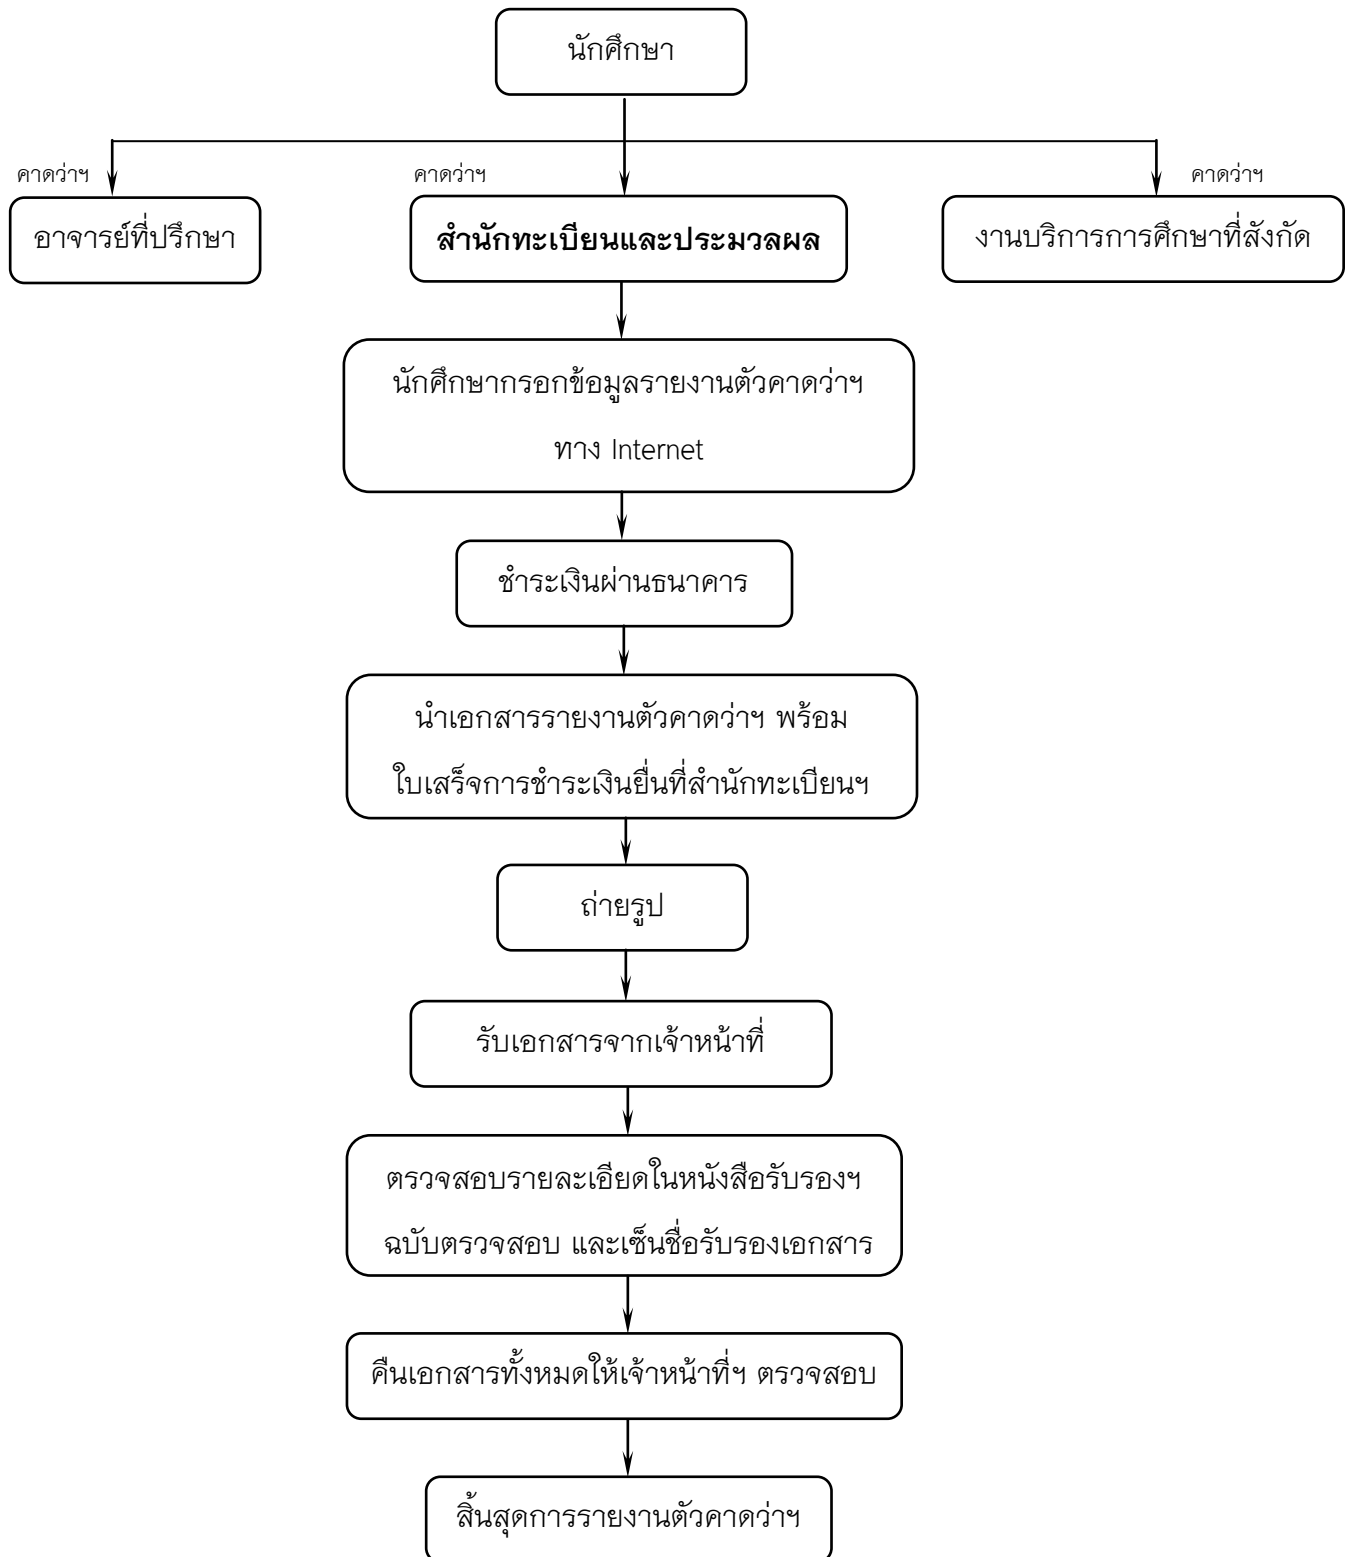 นักศึกษา
คาดว่าฯ
คาดว่าฯ
คาดว่าฯ
อาจารย์ที่ปรึกษา
สำนักทะเบียนและประมวลผล
งานบริการการศึกษาที่สังกัด
นักศึกษากรอกข้อมูลรายงานตัวคาดว่าฯ
ทาง Internet
ชำระเงินผ่านธนาคาร
นำเอกสารรายงานตัวคาดว่าฯ พร้อม
ใบเสร็จการชำระเงินยื่นที่สำนักทะเบียนฯ
ถ่ายรูป
รับเอกสารจากเจ้าหน้าที่
ตรวจสอบรายละเอียดในหนังสือรับรองฯ
ฉบับตรวจสอบ และเซ็นชื่อรับรองเอกสาร
คืนเอกสารทั้งหมดให้เจ้าหน้าที่ฯ ตรวจสอบ
สิ้นสุดการรายงานตัวคาดว่าฯ